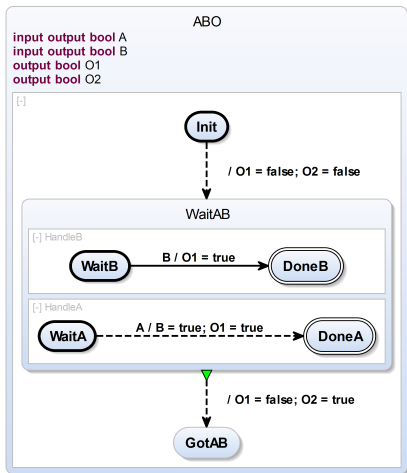 ABO
input output bool A
input output bool B
output bool O1
output bool O2
[-]
Init
/ O1 = false; O2 = false
WaitAB
[-] HandleB
WaitB
B / O1 = true
DoneB
[-] HandleA
WaitA
A / B = true; O1 = true
DoneA
/ O1 = false; O2 = true
GotAB